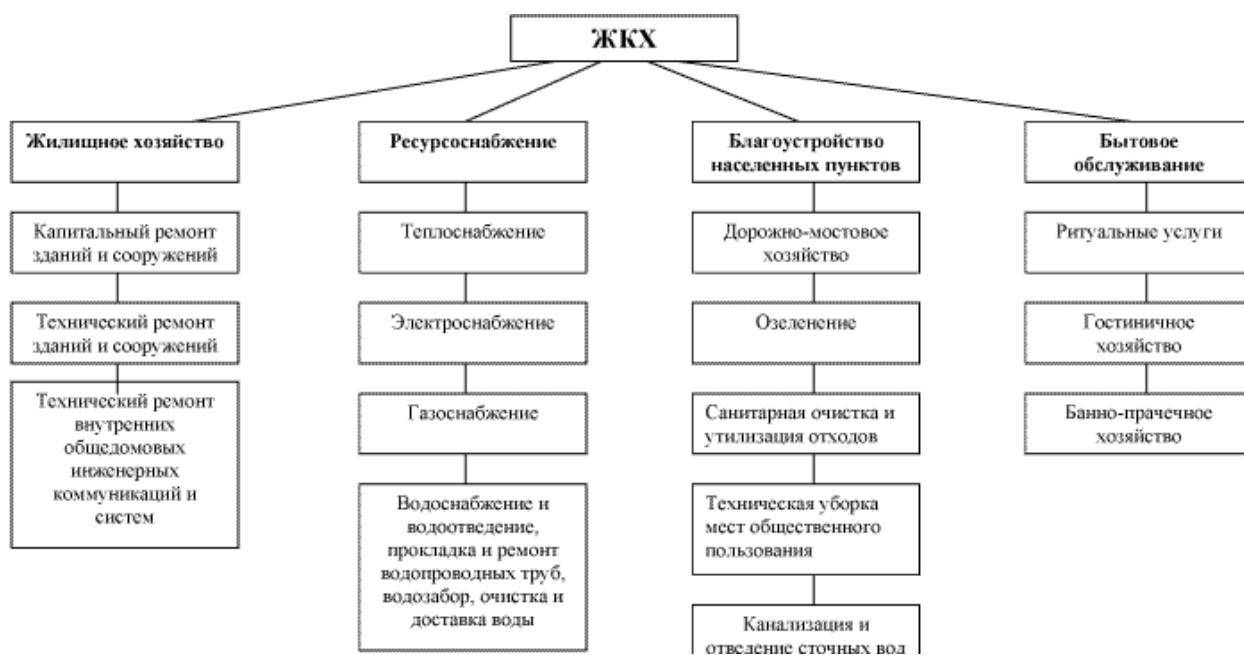 ЖКХ
Жилищное хозяйство
Капитальный ремонт
зданий и сооружений
Технический ремонт
зданий и сооружений
Технический ремонт
внутренних
общедомовых
инженерных
коммуникаций и
систем
Ресурсоснабжение
Теплоснабжение
Электроснабжение
Газоснабжение
Водоснабжение и
водоотведение,
прокладка и ремонт
водопроводных труб,
водозабор, очистка и
доставка воды
Благоустройство
населенных пунктов
Дорожно-мостовое
хозяйство
Озеленение
Санитарная очистка и
утилизация отходов
Техническая уборка
мест общественного
пользования
Канализация и
отведение сточных вод
Бытовое
обслуживание
Ритуальные услуги
Гостиничное
хозяйство
Банно-прачечное
хозяйство